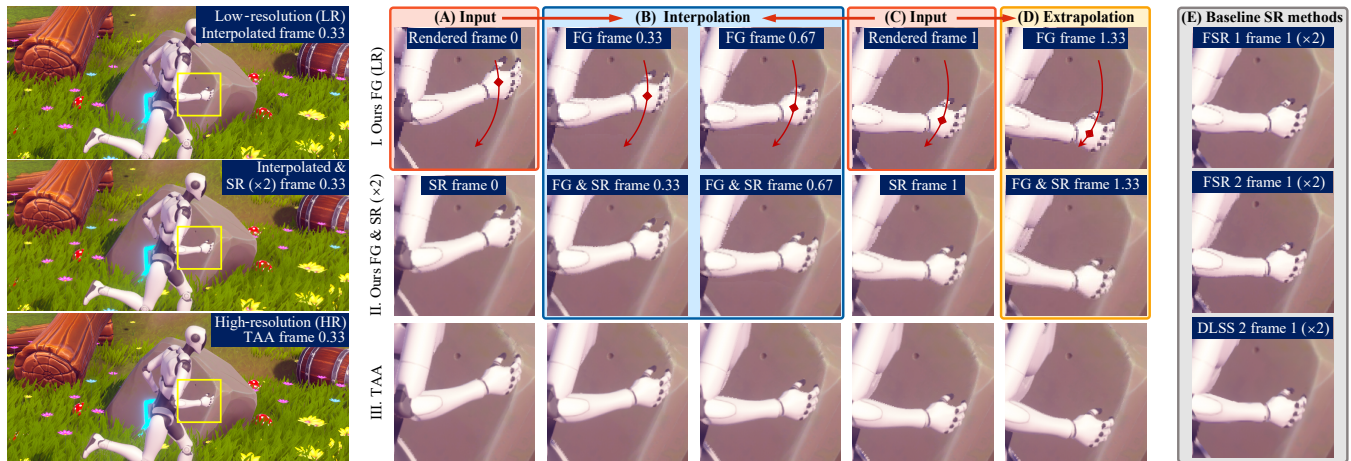 Low-resolution (LR)
Interpolated frame 0.33
Interpolated &
SR (×2) frame 0.33
High-resolution (HR)
TAA frame 0.33
(A) Input
(B) Interpolation
(C) Input
(D) Extrapolation
(E) Baseline SR methods
I. Ours FG (LR)
Rendered frame 0
FG frame 0.33
FG frame 0.67
Rendered frame 1
FG frame 1.33
FSR 1 frame 1 (×2)
II. Ours FG & SR (×2)
SR frame 0
FG & SR frame 0.33
FG & SR frame 0.67
SR frame 1
FG & SR frame 1.33
FSR 2 frame 1 (×2)
III. TAA
DLSS 2 frame 1 (×2)